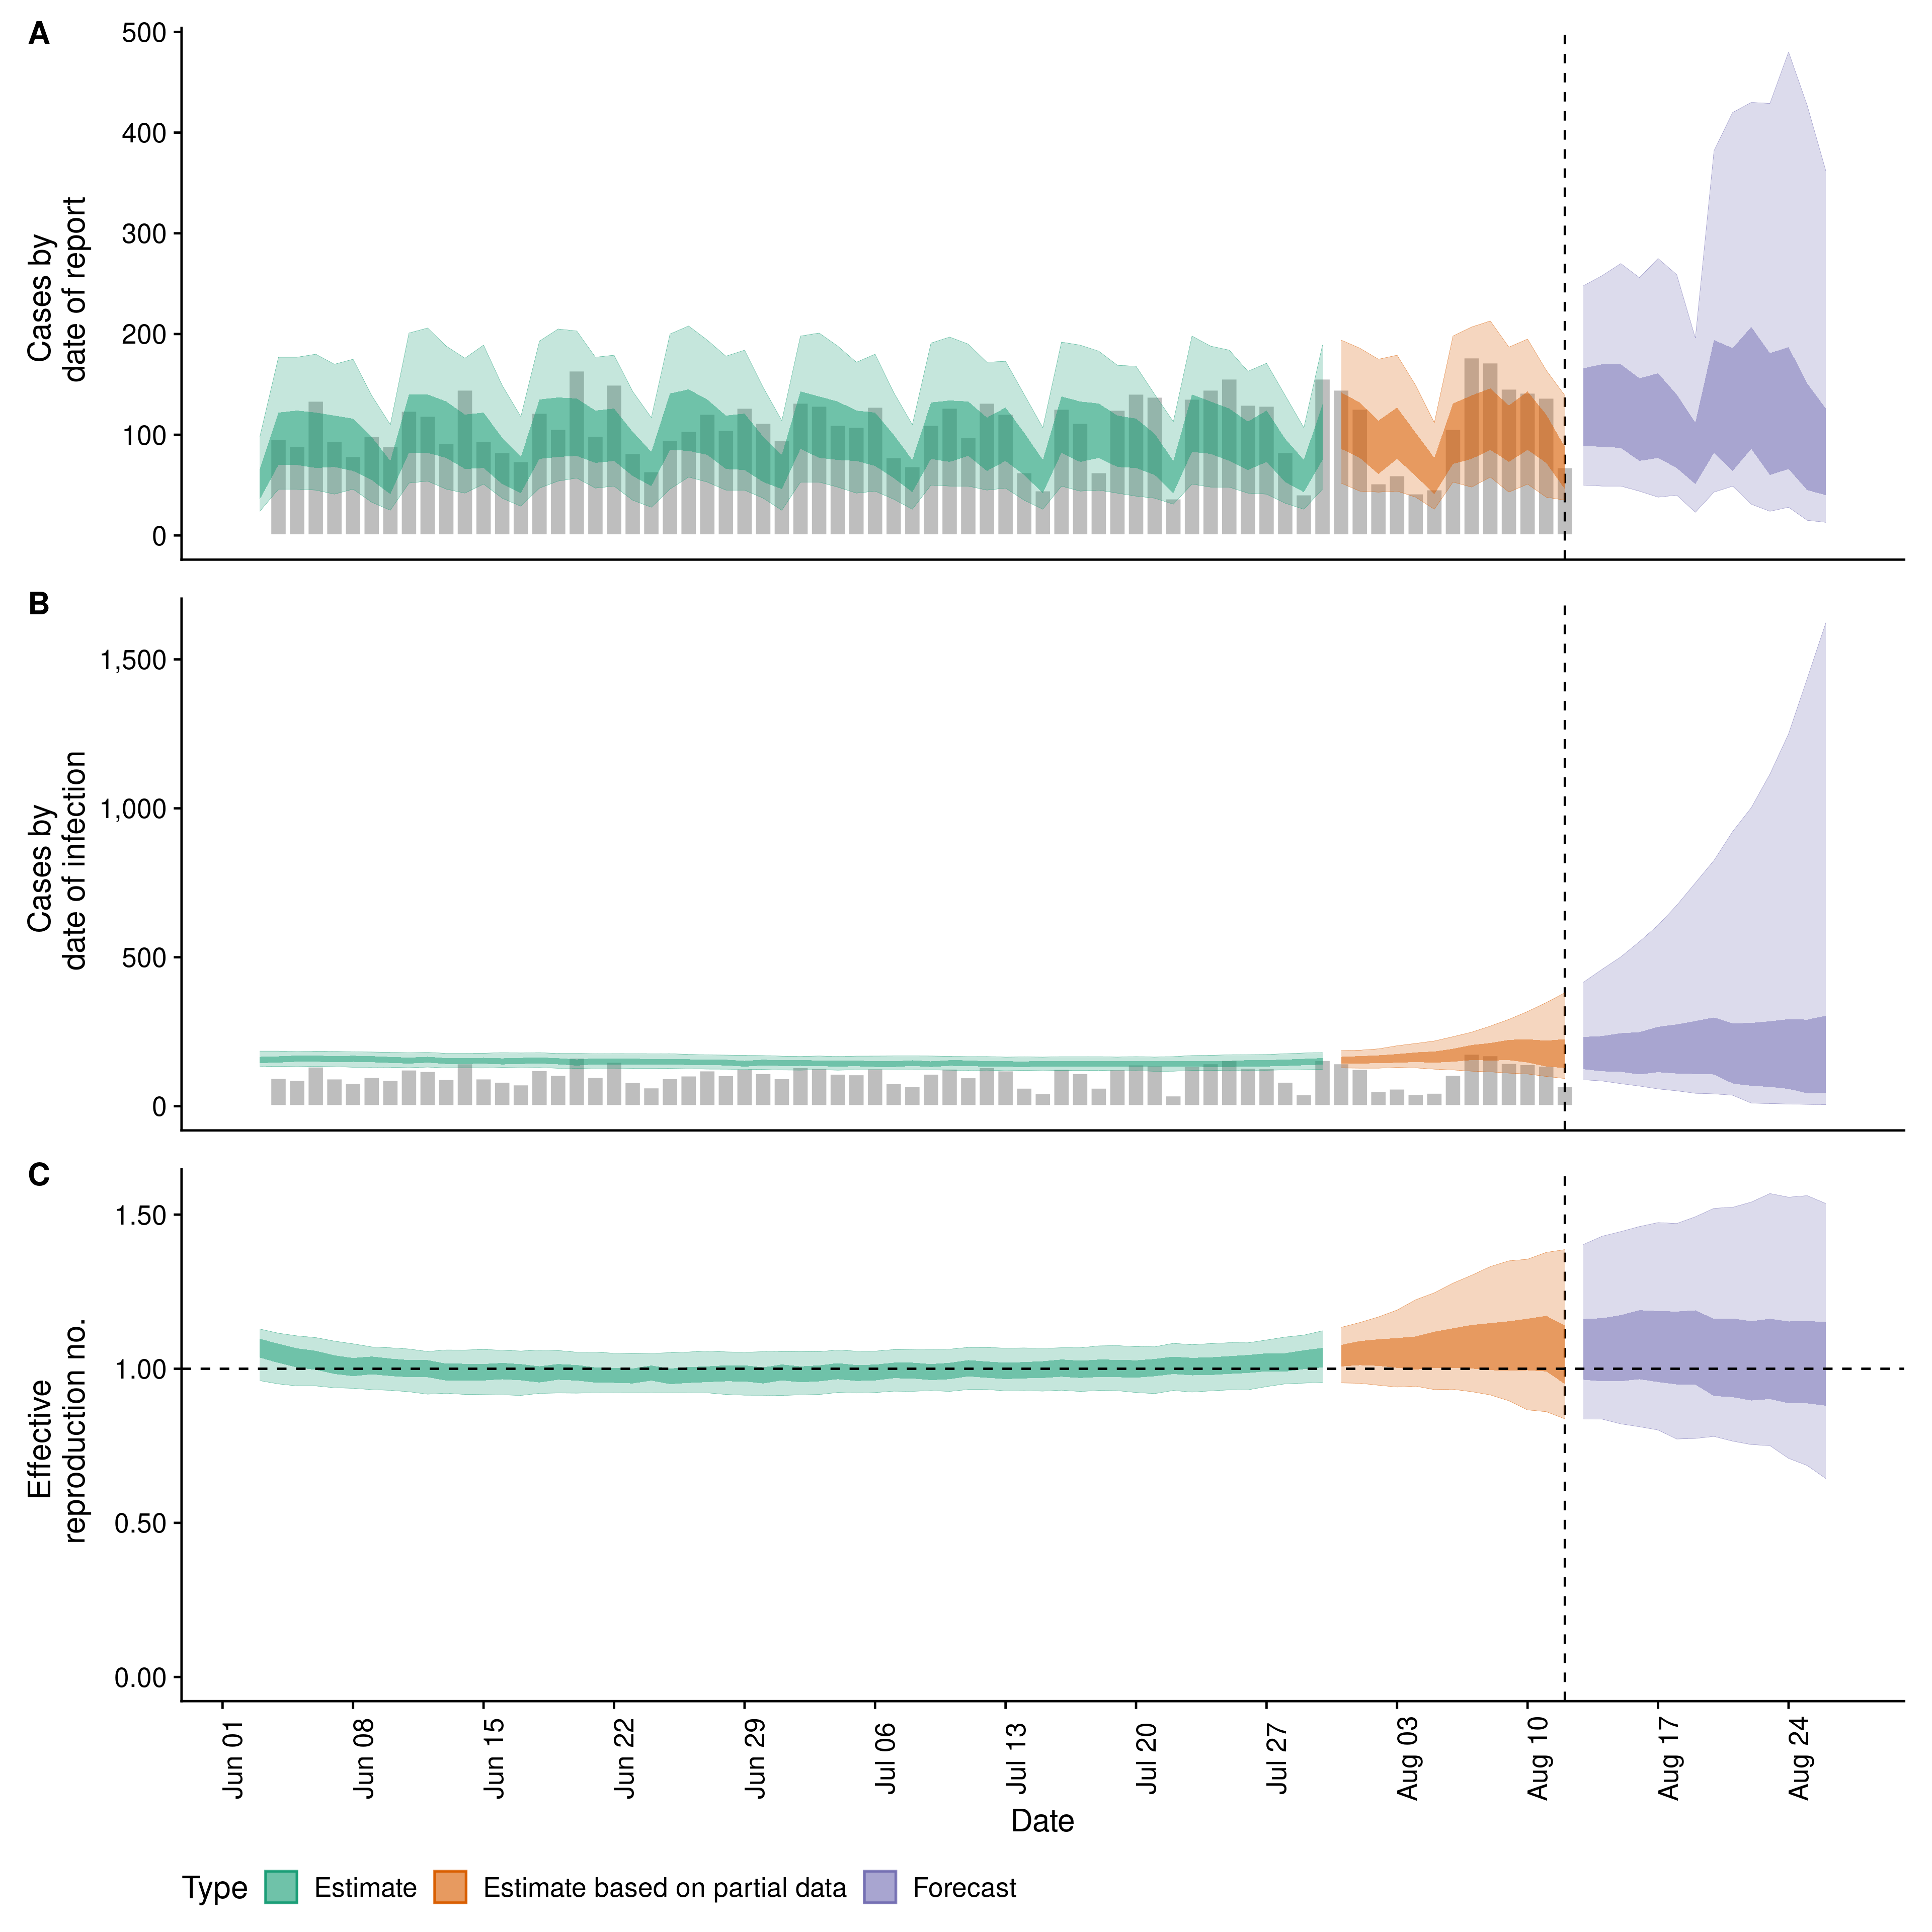 A
Cases by
date of report
500
400
300
200
100
0
B
Cases by
date of infection
1,500
1,000
500
0
C
Effective
reproduction no.
1.50
1.00
0.50
0.00
Jun 01
Jun 08
Jun 15
Jun 22
Jun 29
Jul 06
Jul 13
Jul 20
Jul 27
Aug 03
Aug 10
Aug 17
Aug 24
Date
Type Estimate Estimate based on partial data Forecast